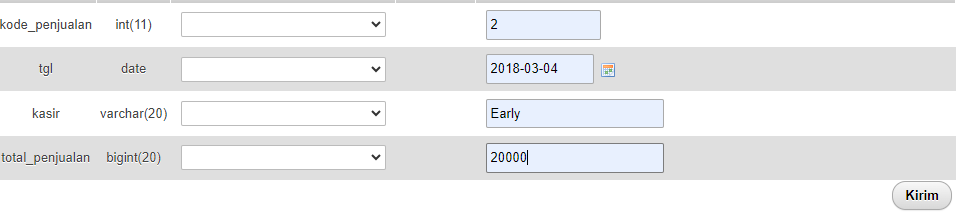 kode_penjualan int(11) 2
tgl date 2018-03-04
kasir varchar(20) Early
total_penjualan bigint(20) 20000
Kirim